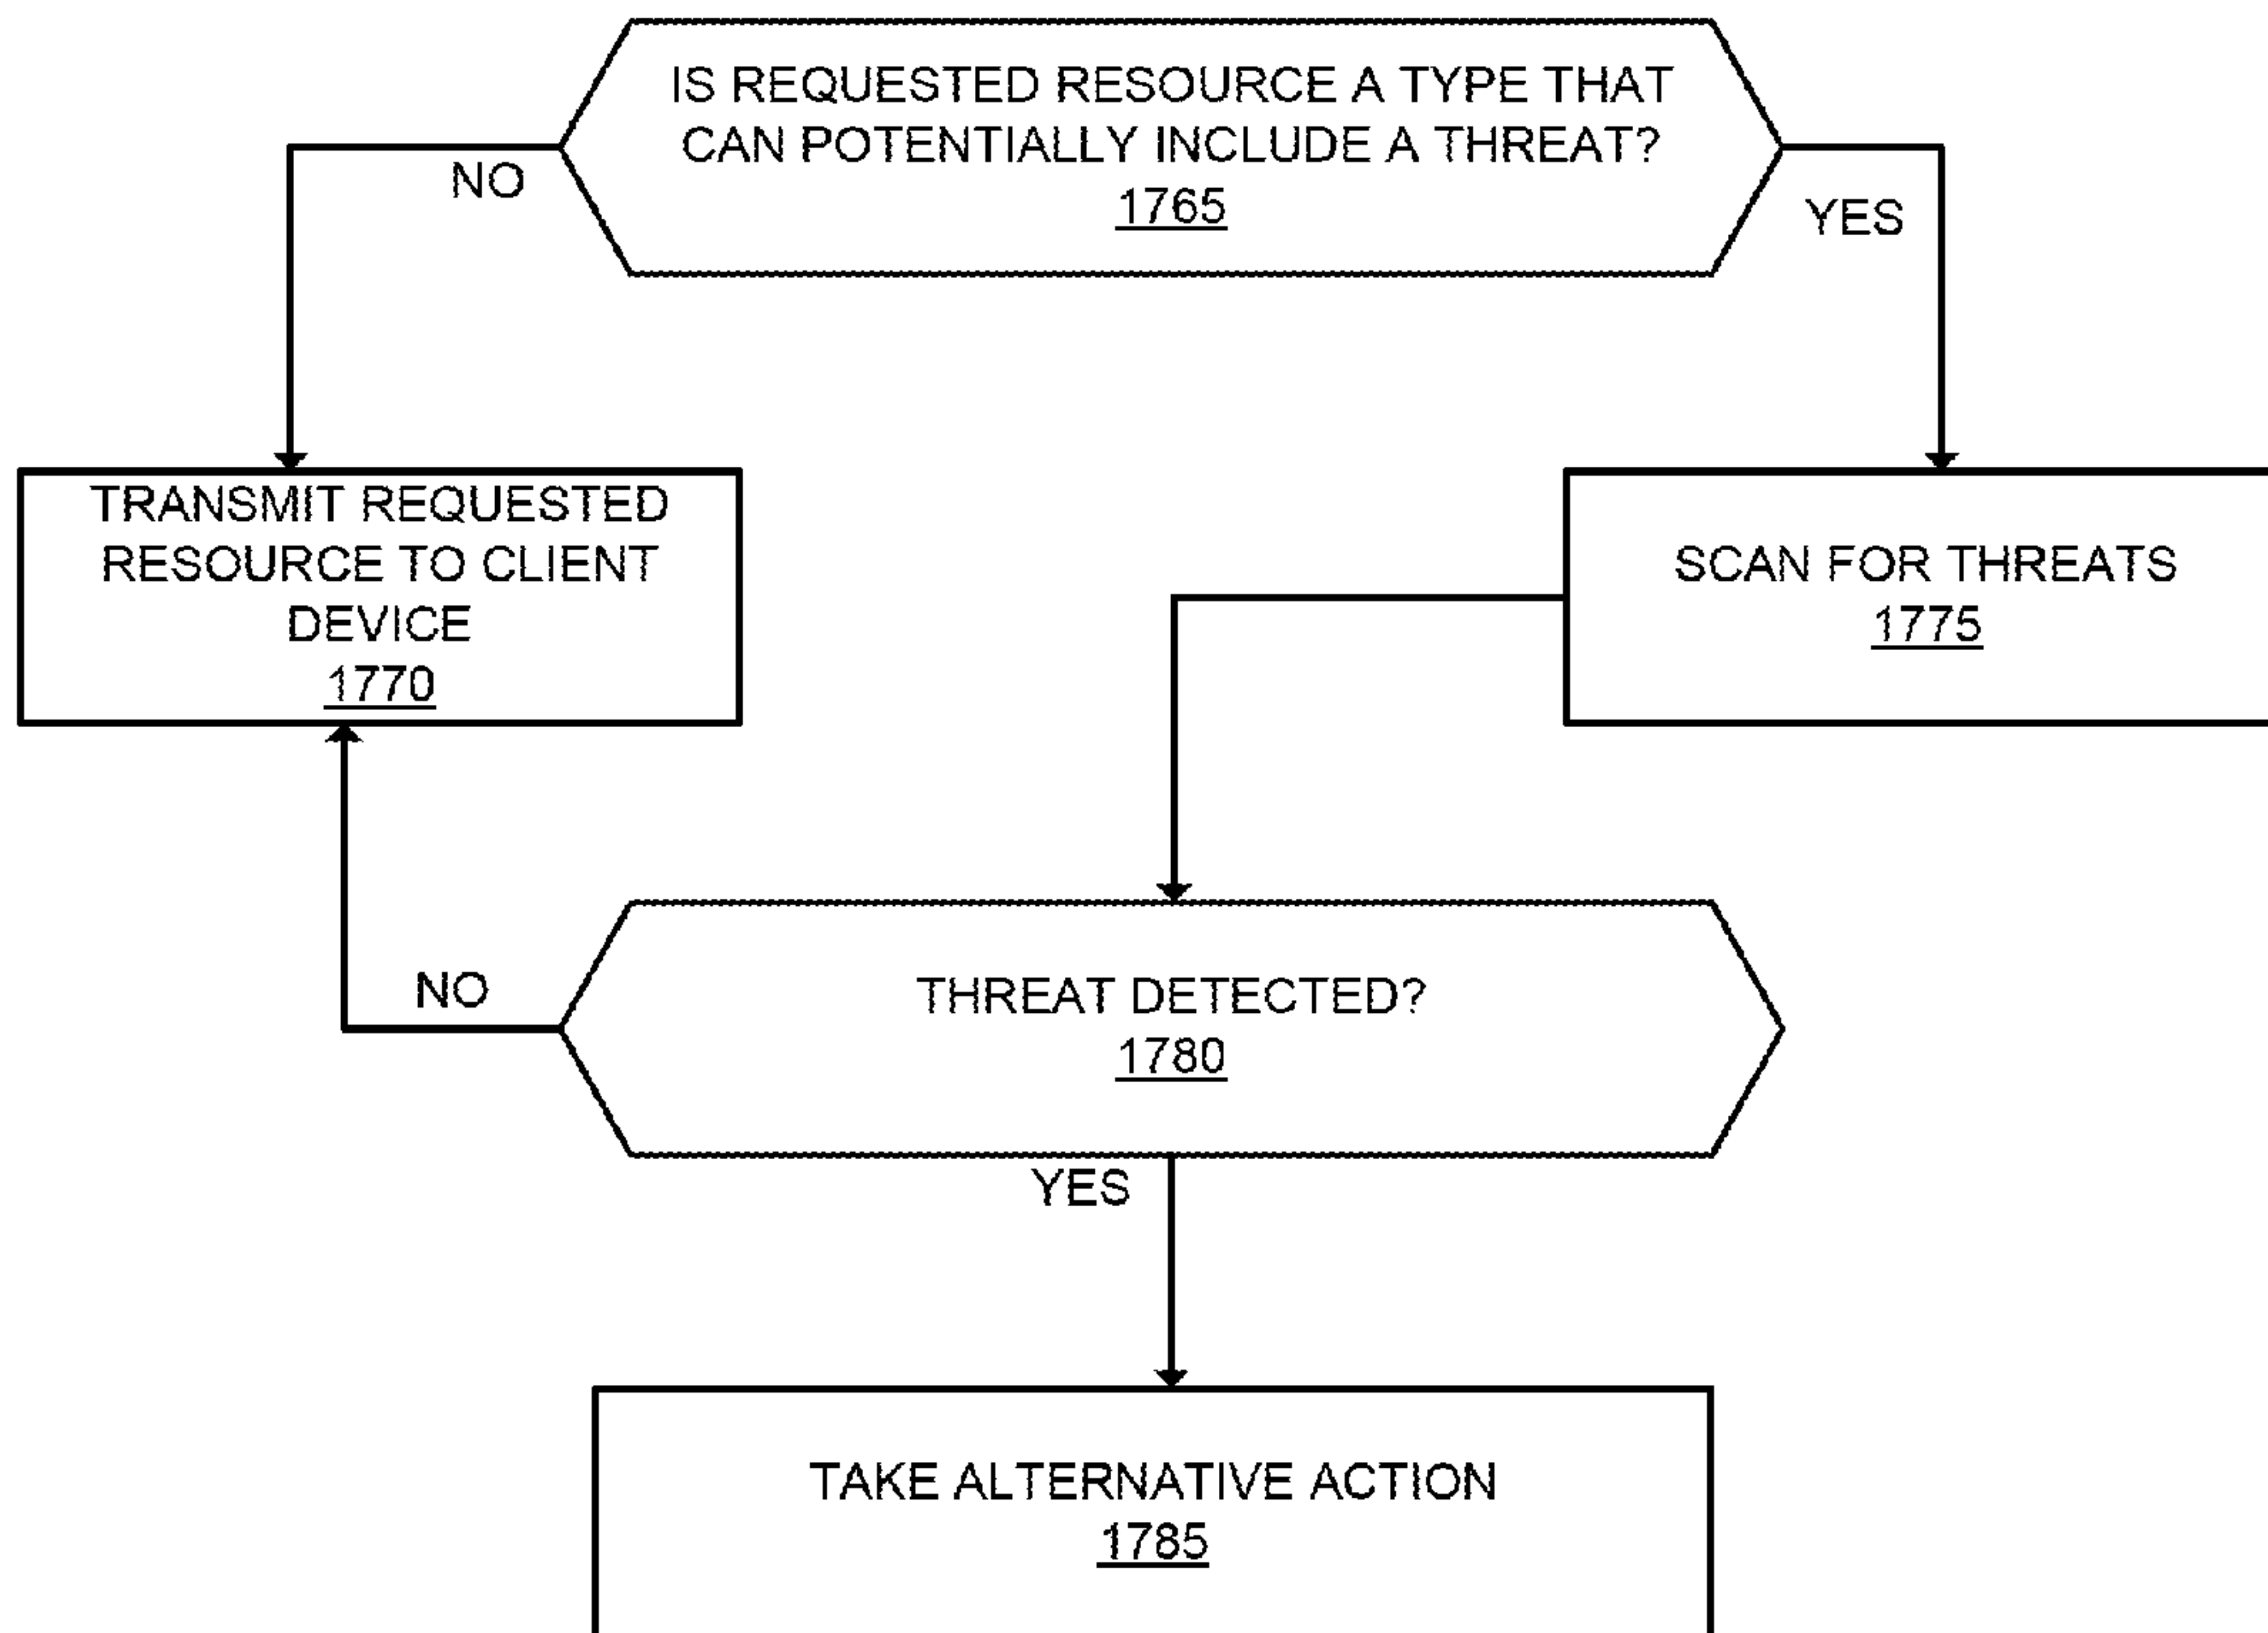 IS REQUESTED RESOURCE A TYPE THAT
CAN POTENTIALLY INCLUDE A THREAT?
1765
NO
YES
TRANSMIT REQUESTED
RESOURCE TO CLIENT
DEVICE
1770
SCAN FOR THREATS
1775
NO
THREAT DETECTED?
1780
YES
TAKE ALTERNATIVE ACTION
1785